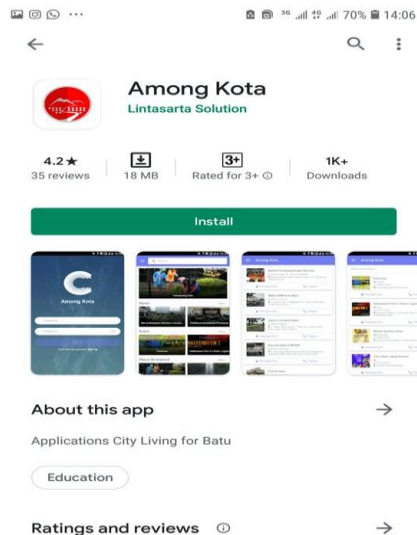 3G 4G 70% 14:06
Among Kota
Lintasarta Solution
4.2★ 3+ 1K+
35 reviews 18 MB Rated for 3+ Downloads
Install
Among Kota
About this app
Applications City Living for Batu
Education
Ratings and reviews